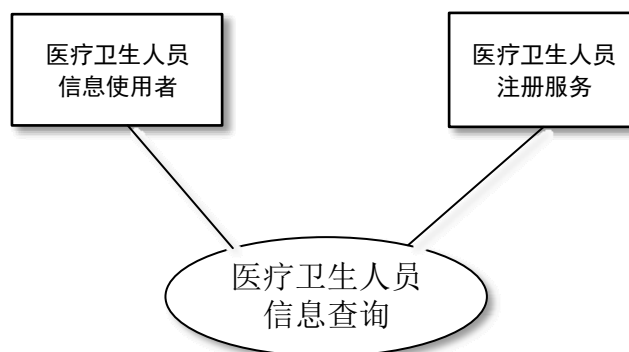 医疗卫生人员
信息使用者
医疗卫生人员
注册服务
医疗卫生人员
信息查询